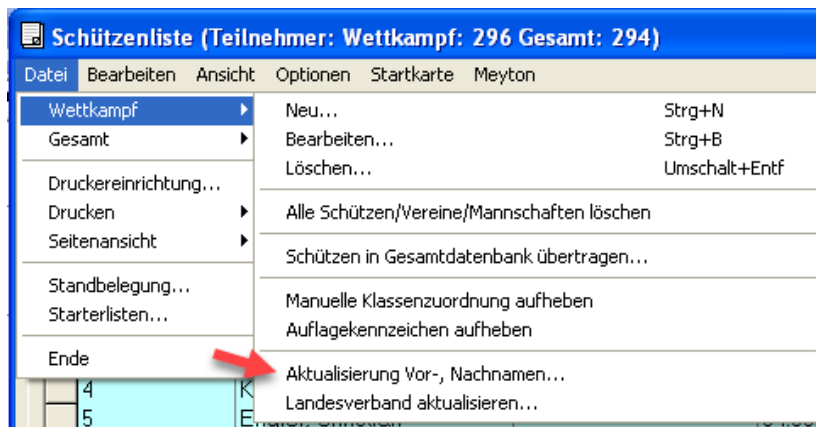 Schützenliste (Teilnehmer: Wettkampf: 296 Gesamt: 294)
Datei Bearbeiten Ansicht Optionen Startkarte Meyton
Wettkampf
Gesamt
Druckereinrichtung...
Drucken
Seitenansicht
Standbelegung...
Starterlisten...
Ende
Neu... Strg+N
Bearbeiten... Strg+B
Löschen... Umschalt+Entf
Alle Schützen/Vereine/Mannschaften löschen
Schützen in Gesamtdatenbank übertragen...
Manuelle Klassenzuordnung aufheben
Auflagekennzeichen aufheben
Aktualisierung Vor-, Nachnamen...
Landesverband aktualisieren...
4 K
5